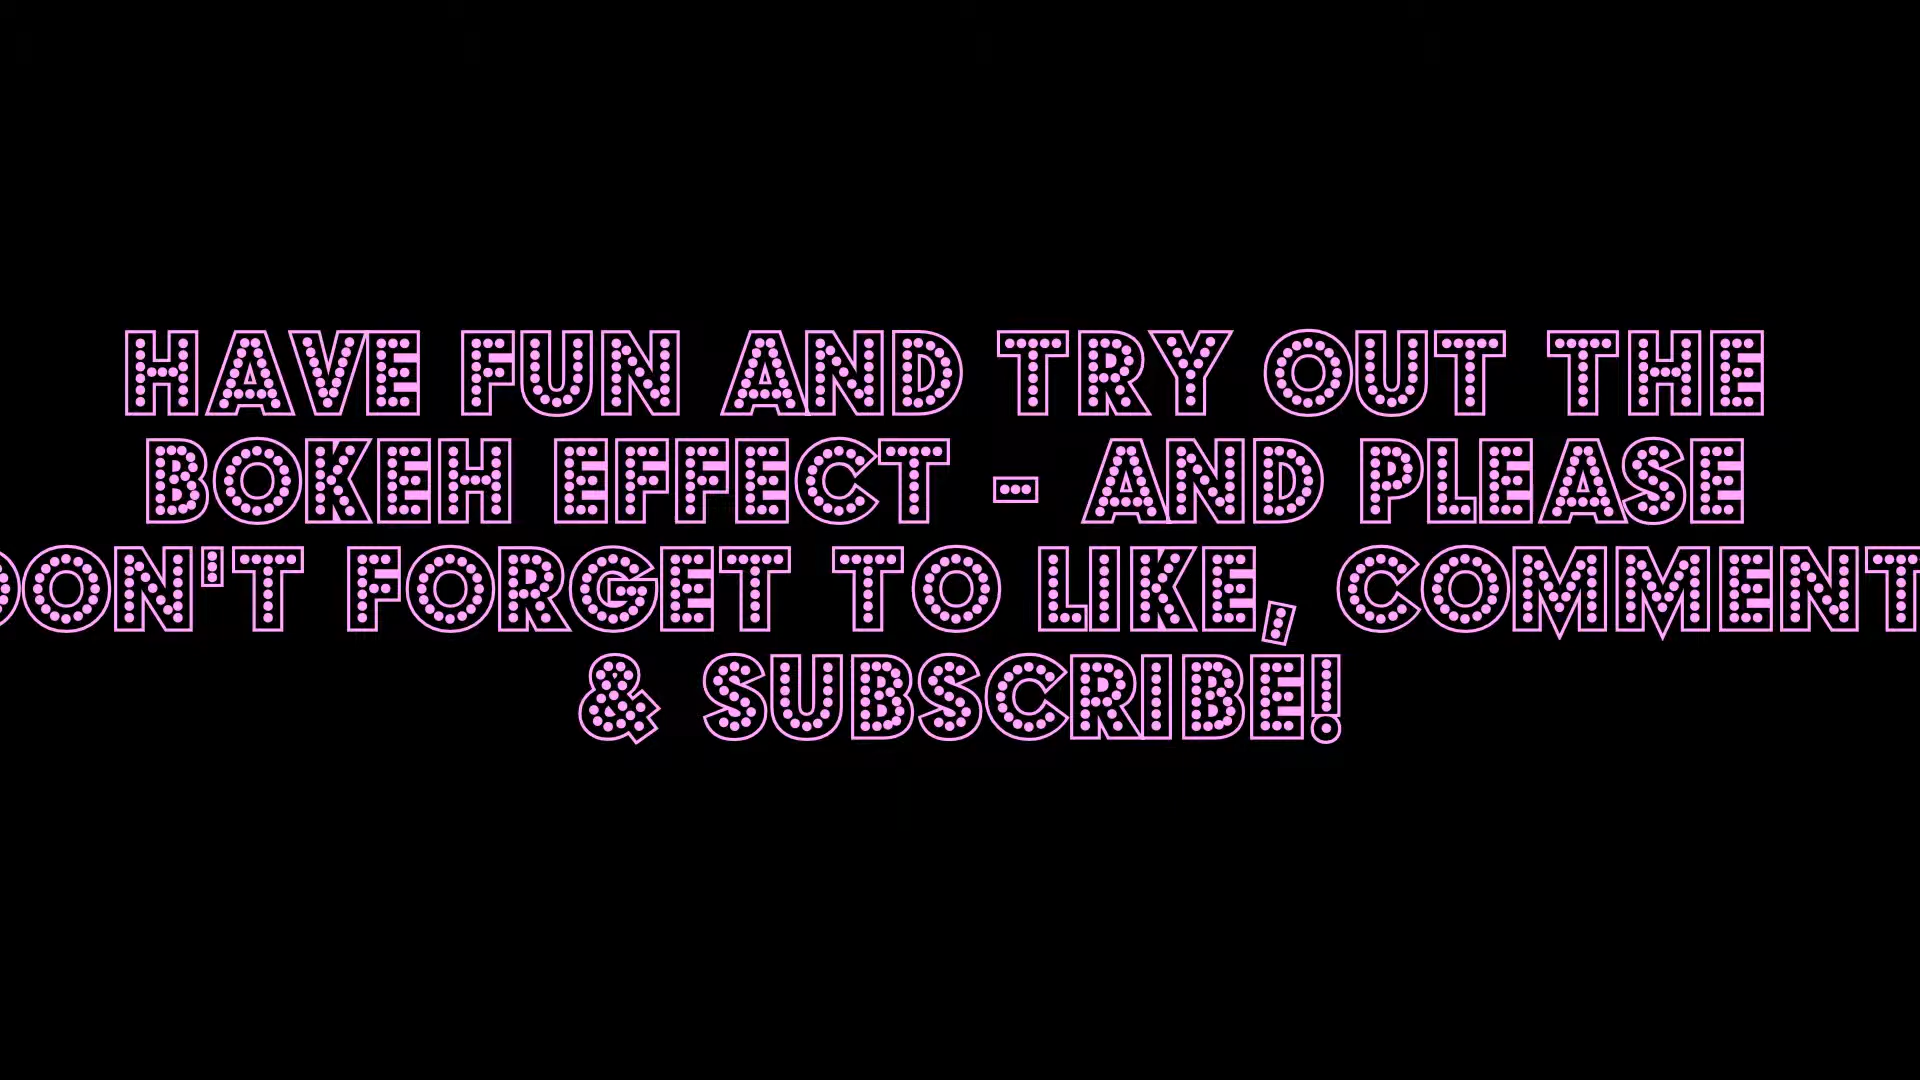 HAVE FUN AND TRY OUT THE
BOKEH EFFECT - AND PLEASE
DON'T FORGET TO LIKE, COMMENT
& SUBSCRIBE!